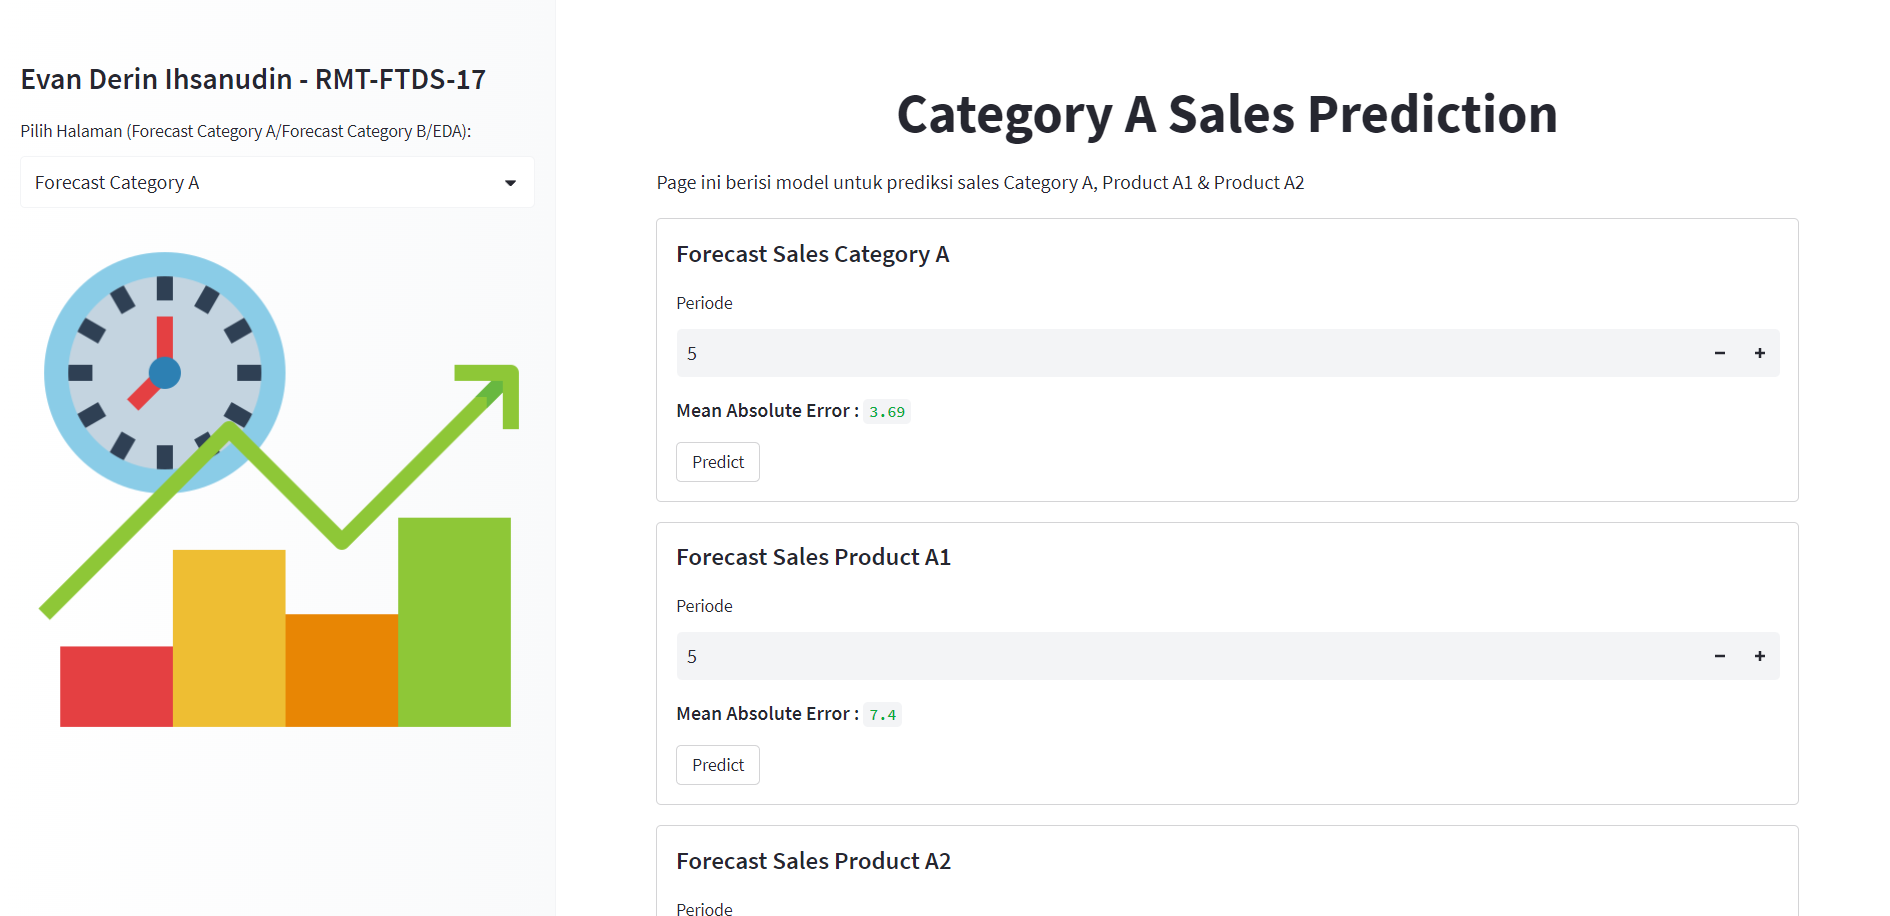 Evan Derin Ihsanudin - RMT-FTDS-17
Pilih Halaman (Forecast Category A/Forecast Category B/EDA):
Forecast Category A
Category A Sales Prediction
Page ini berisi model untuk prediksi sales Category A, Product A1 & Product A2
Forecast Sales Category A
Periode
5
Mean Absolute Error : 3.69
Predict
Forecast Sales Product A1
Periode
5
Mean Absolute Error : 7.4
Predict
Forecast Sales Product A2
Periode